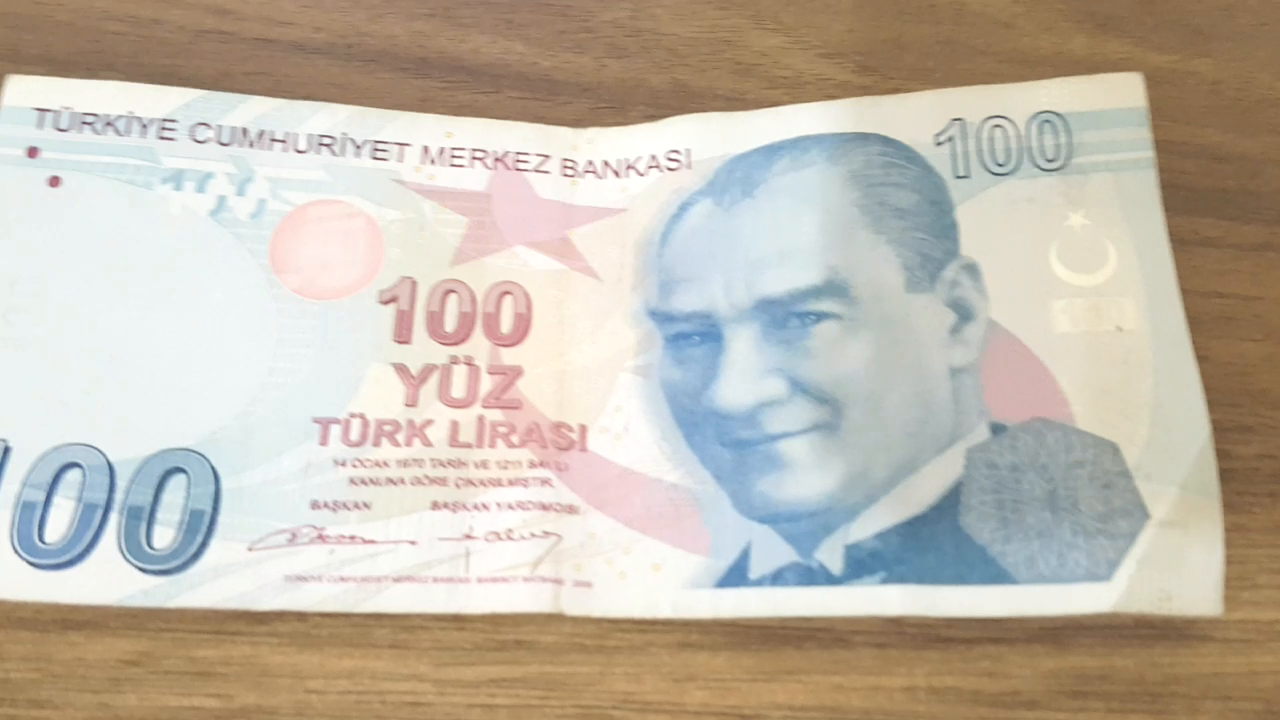 TÜRKİYE CUMHURİYET MERKEZ BANKASI
100
100
100
YÜZ
TÜRK LİRASI
14 OCAK 1970 TARİH VE 1211 SAYILI
KANUNA GÖRE ÇIKARILMIŞTIR.
BAŞKAN BAŞKAN YARDIMCISI
100
TÜRKİYE CUMHURİYET MERKEZ BANKASI BANKNOT MATBAASI